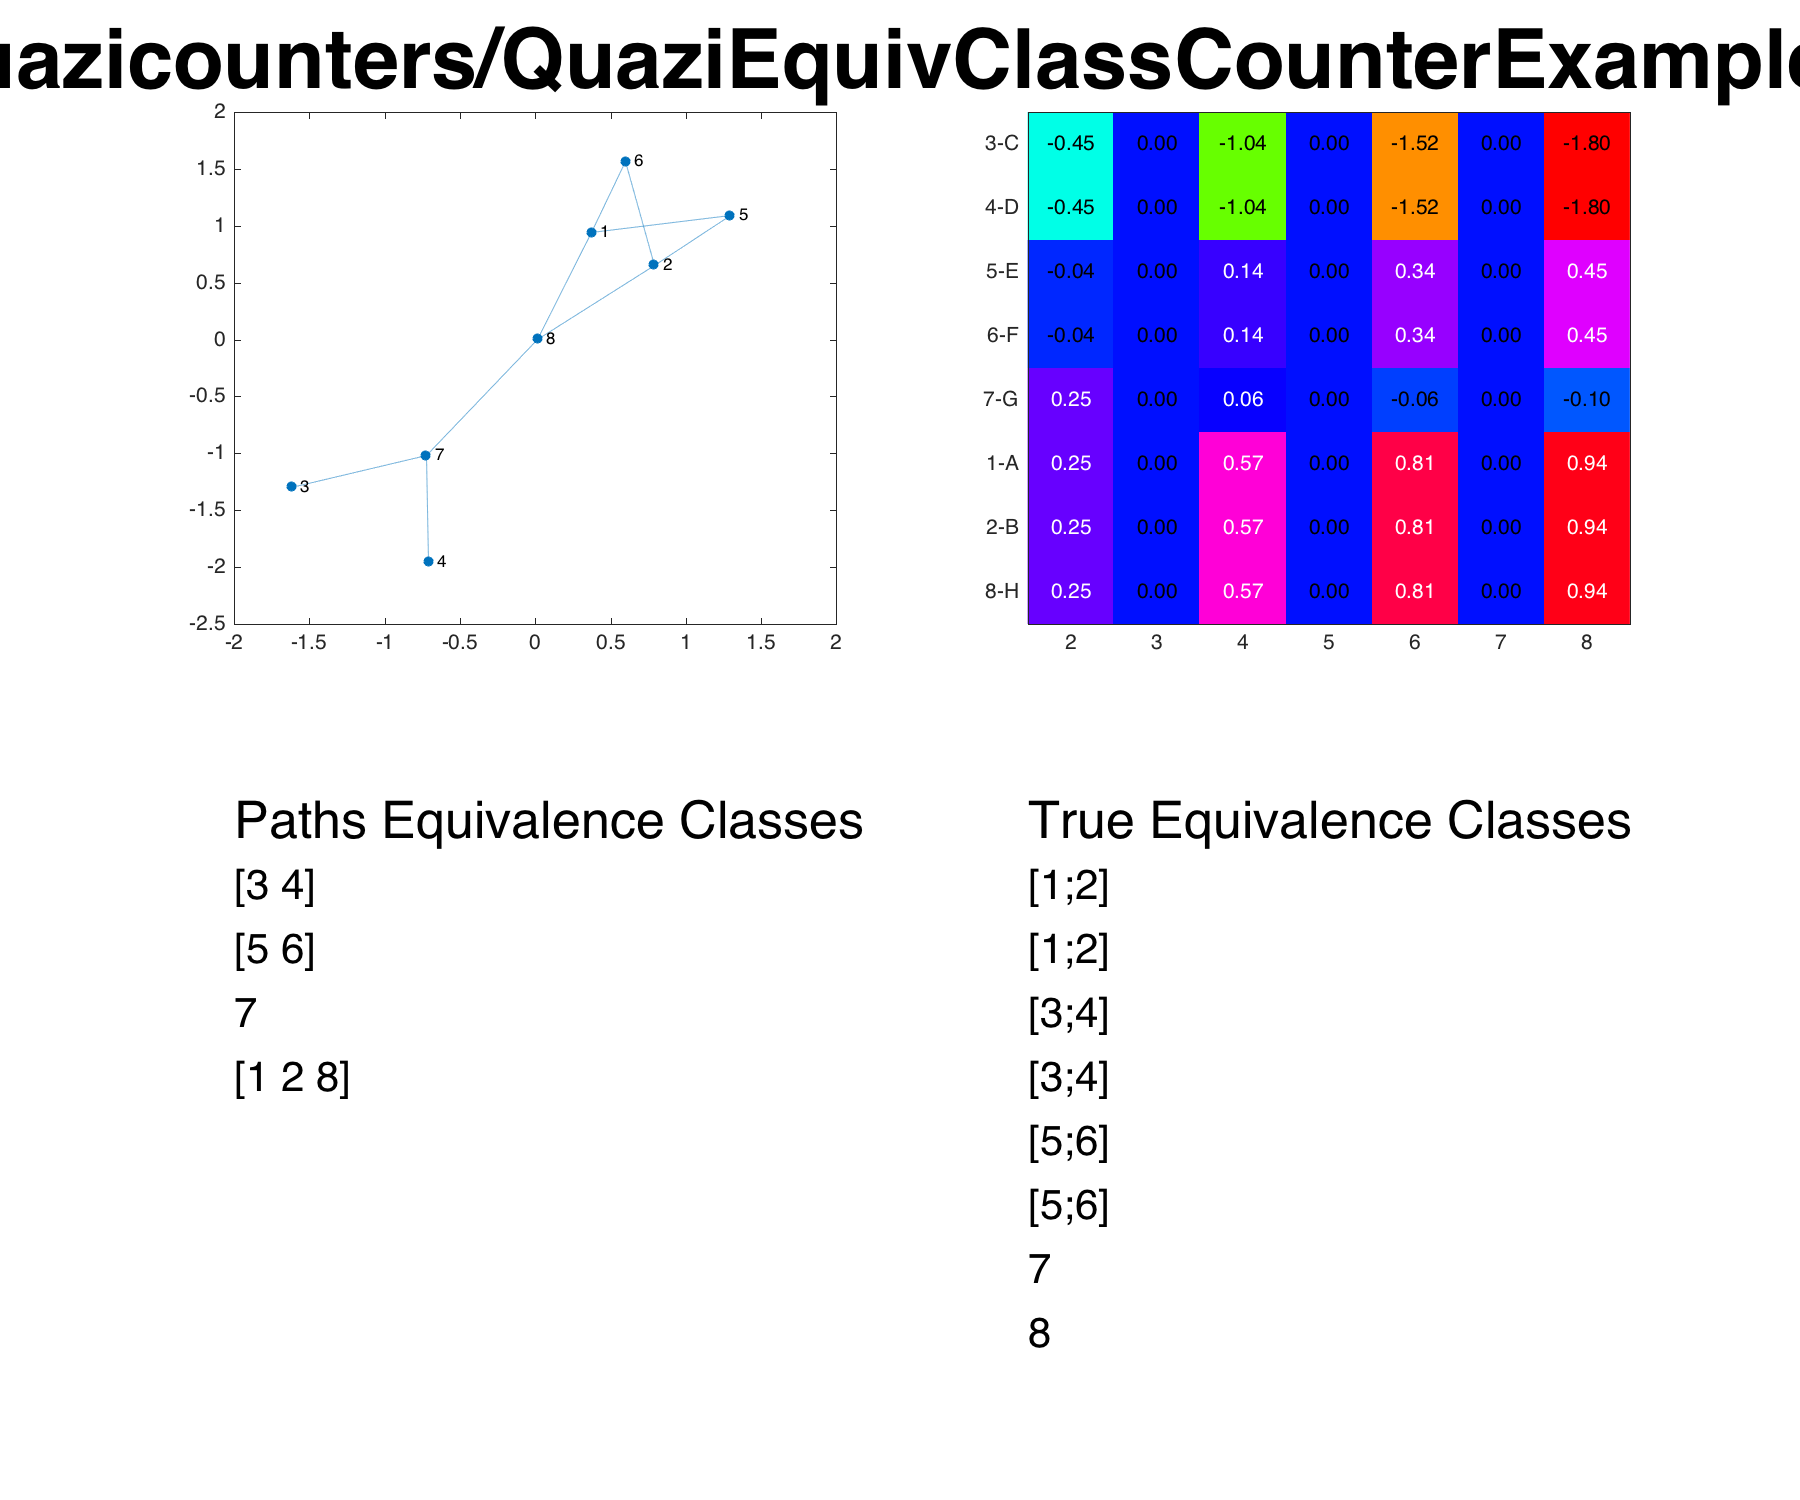 uazicounters/QuaziEquivClassCounterExample
2
1.5
1
0.5
0
-0.5
-1
-1.5
-2
-2.5
-2 -1.5 -1 -0.5 0 0.5 1 1.5 2
6
5
1
2
8
7
3
4
3-C -0.45 0.00 -1.04 0.00 -1.52 0.00 -1.80
4-D -0.45 0.00 -1.04 0.00 -1.52 0.00 -1.80
5-E -0.04 0.00 0.14 0.00 0.34 0.00 0.45
6-F -0.04 0.00 0.14 0.00 0.34 0.00 0.45
7-G 0.25 0.00 0.06 0.00 -0.06 0.00 -0.10
1-A 0.25 0.00 0.57 0.00 0.81 0.00 0.94
2-B 0.25 0.00 0.57 0.00 0.81 0.00 0.94
8-H 0.25 0.00 0.57 0.00 0.81 0.00 0.94
2 3 4 5 6 7 8
Paths Equivalence Classes
[3 4]
[5 6]
7
[1 2 8]
True Equivalence Classes
[1;2]
[1;2]
[3;4]
[3;4]
[5;6]
[5;6]
7
8